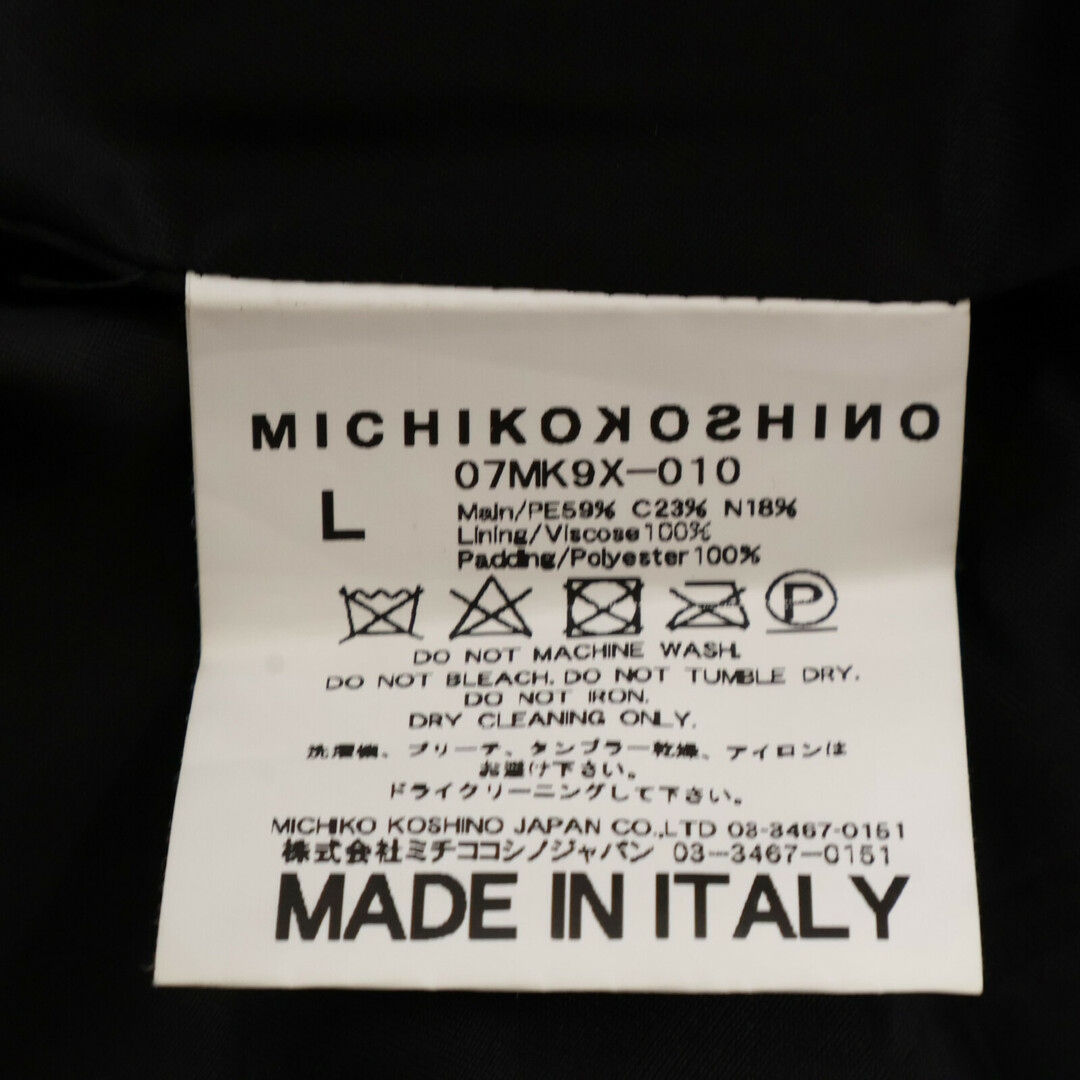 MICHIKOKOSHINO
07MK9X-010
L
Main/PE59% C23% N18%
Lining/Viscose100%
Padding/Polyester100%
P
DO NOT MACHINE WASH.
DO NOT BLEACH. DO NOT TUMBLE DRY.
DO NOT IRON.
DRY CLEANING ONLY.
洗濯機、ブリーチ、タンブラー乾燥、アイロンは
お避け下さい。
ドライクリーニングして下さい。
MICHIKO KOSHINO JAPAN CO.,LTD 03-3467-0151
株式会社ミチココシノジャパン 03-3467-0151
MADE IN ITALY